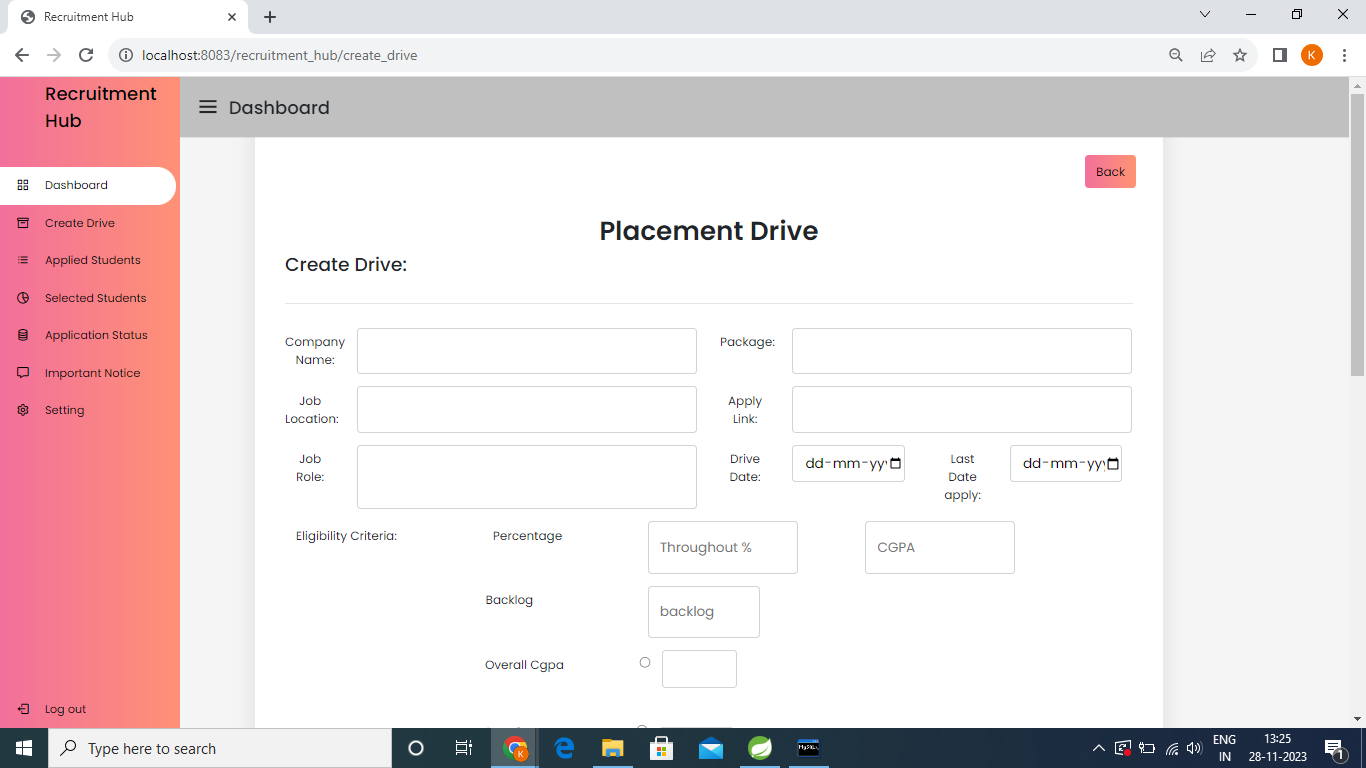 Recruitment Hub
localhost:8083/recruitment_hub/create_drive
K
Recruitment
Hub
Dashboard
Dashboard
Create Drive
Applied Students
Selected Students
Application Status
Important Notice
Setting
Log out
Back
Placement Drive
Create Drive:
Company
Name:
Package:
Job
Location:
Apply
Link:
Job
Role:
Drive
Date:
dd-mm-yy
Last
Date
apply:
dd-mm-yy
Eligibility Criteria:
Percentage
Throughout %
CGPA
Backlog
backlog
Overall Cgpa
Type here to search
K
MySQL
ENG
IN
13:25
28-11-2023
1